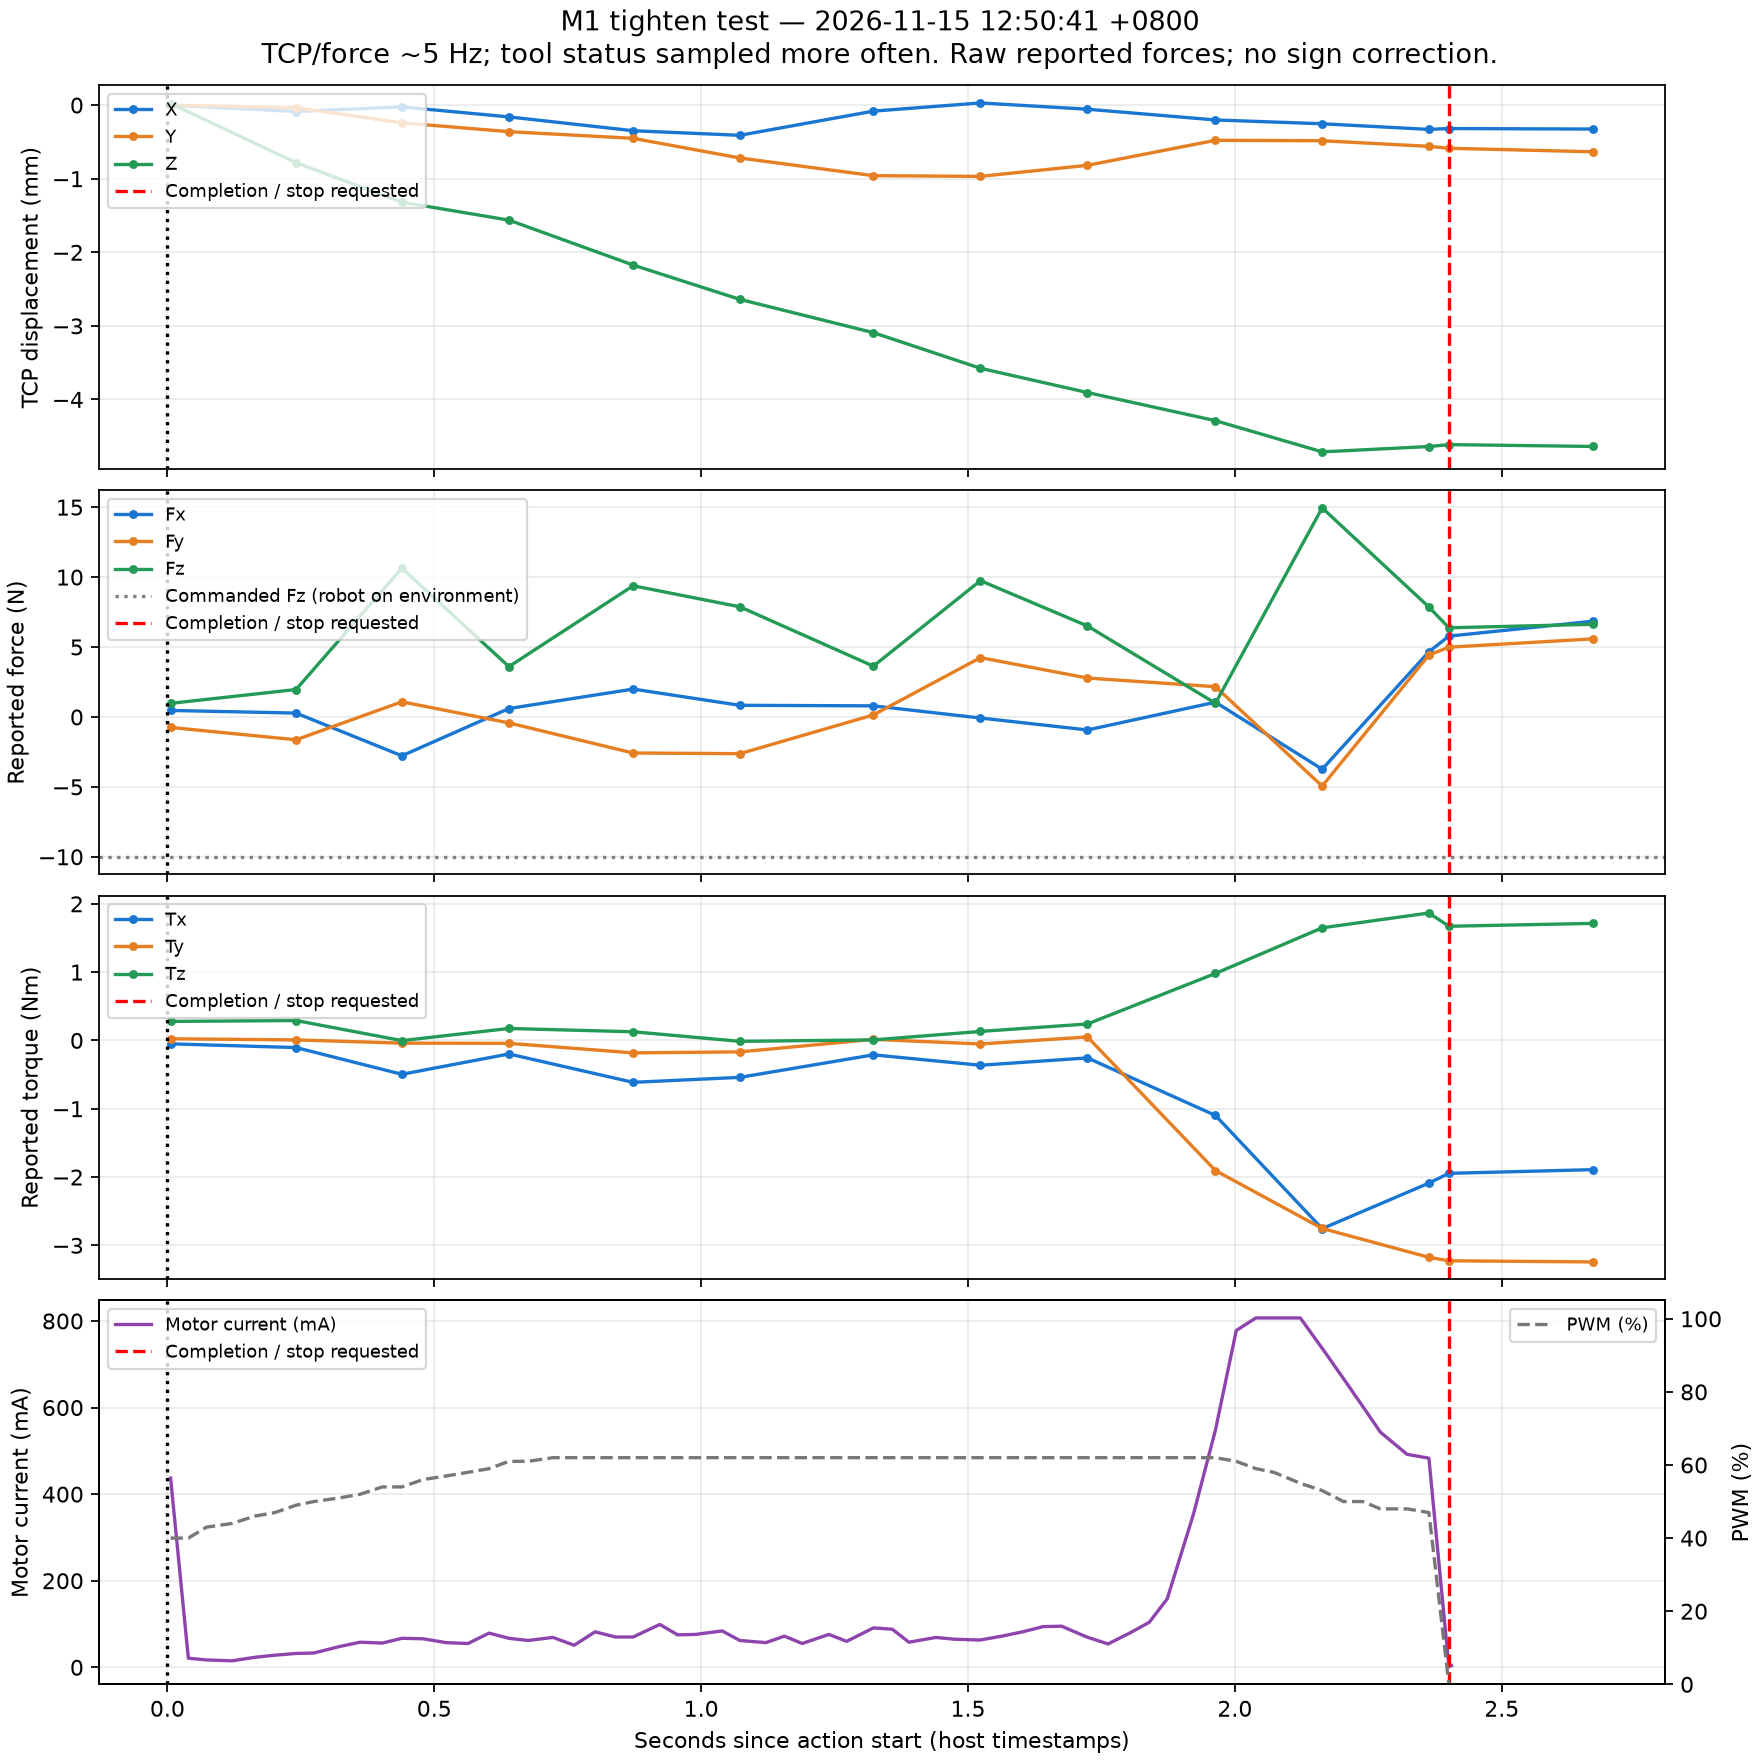 M1 tighten test — 2026-11-15 12:50:41 +0800
TCP/force ~5 Hz; tool status sampled more often. Raw reported forces; no sign correction.
TCP displacement (mm)
0
−1
−2
−3
−4
X
Y
Z
Completion / stop requested
Reported force (N)
15
10
5
0
−5
−10
Fx
Fy
Fz
Commanded Fz (robot on environment)
Completion / stop requested
Reported torque (Nm)
2
1
0
−1
−2
−3
Tx
Ty
Tz
Completion / stop requested
Motor current (mA)
800
600
400
200
0
Motor current (mA)
Completion / stop requested
PWM (%)
100
80
60
40
20
0
PWM (%)
0.0 0.5 1.0 1.5 2.0 2.5
Seconds since action start (host timestamps)